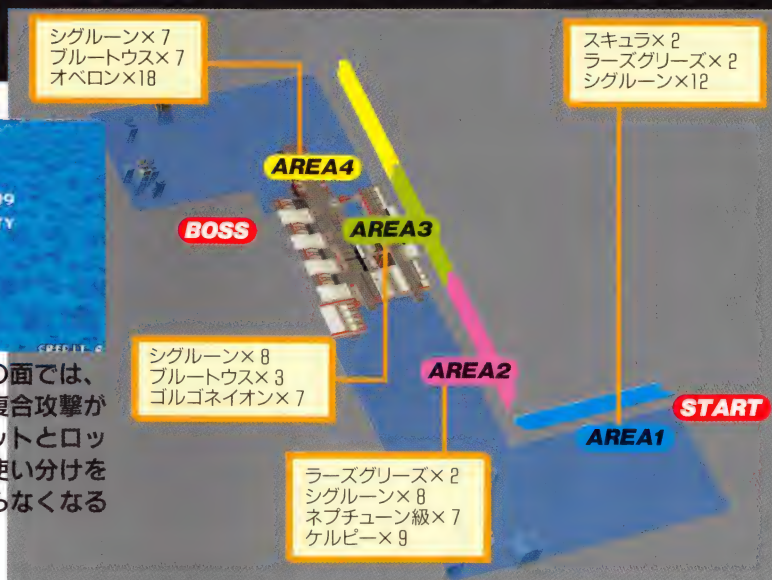 シグルーン×7
ブルートウス×7
オベロン×18
スキュラ×2
ラーズグリーズ×2
シグルーン×12
AREA4
BOSS
AREA3
シグルーン×8
ブルートウス×3
ゴルゴネイオン×7
AREA2
START
AREA1
ラーズグリーズ×2
シグルーン×8
ネプチューン級×7
ケルピー×9
の面では、
複合攻撃が
ットとロッ
使い分けを
らなくなる